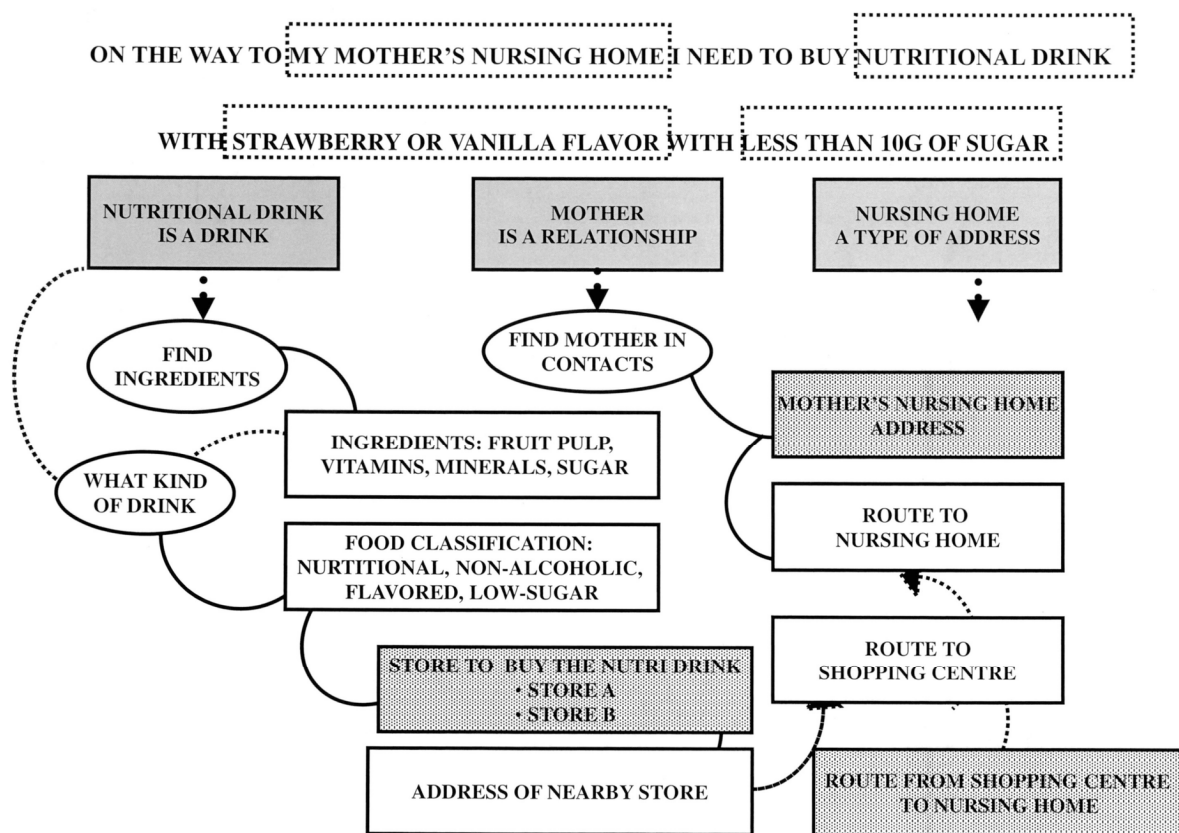 ON THE WAY TO MY MOTHER'S NURSING HOME I NEED TO BUY NUTRITIONAL DRINK
WITH STRAWBERRY OR VANILLA FLAVOR WITH LESS THAN 10G OF SUGAR
NUTRITIONAL DRINK
IS A DRINK
MOTHER
IS A RELATIONSHIP
NURSING HOME
A TYPE OF ADDRESS
FIND
INGREDIENTS
FIND MOTHER IN
CONTACTS
MOTHER'S NURSING HOME
ADDRESS
INGREDIENTS: FRUIT PULP,
VITAMINS, MINERALS, SUGAR
WHAT KIND
OF DRINK
ROUTE TO
NURSING HOME
FOOD CLASSIFICATION:
NURTITIONAL, NON-ALCOHOLIC,
FLAVORED, LOW-SUGAR
ROUTE TO
SHOPPING CENTRE
STORE TO BUY THE NUTRI DRINK
• STORE A
• STORE B
ADDRESS OF NEARBY STORE
ROUTE FROM SHOPPING CENTRE
TO NURSING HOME